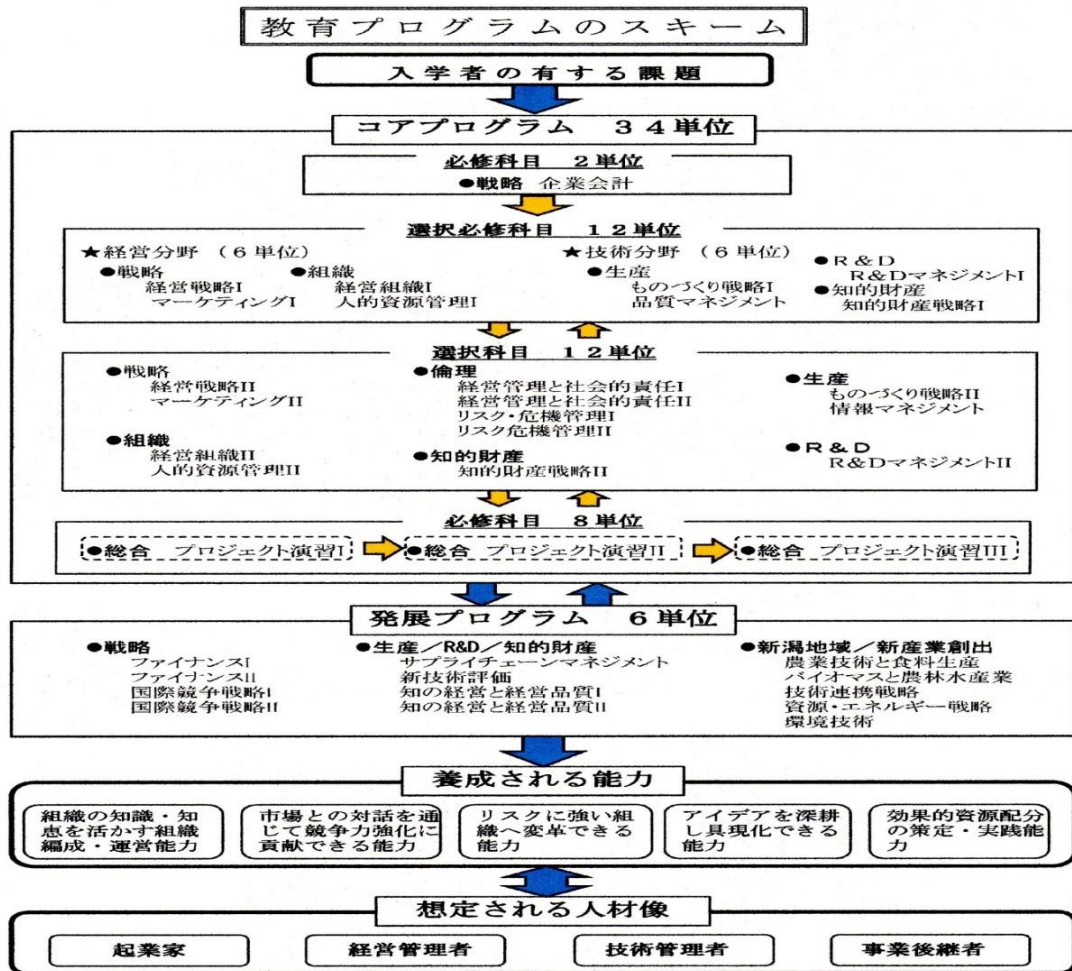 教育プログラムのスキーム
入学者の有する課題
コアプログラム 34単位
必修科目 2単位
●戦略 企業会計
選択必修科目 12単位
★経営分野 (6単位)
●戦略
経営戦略I
マーケティングI
●組織
経営組織I
人的資源管理I
★技術分野 (6単位)
●生産
ものづくり戦略I
品質マネジメント
●R&D
R&DマネジメントI
●知的財産
知的財産戦略I
選択科目 12単位
●戦略
経営戦略II
マーケティングII
●組織
経営組織II
人的資源管理II
●倫理
経営管理と社会的責任I
経営管理と社会的責任II
リスク・危機管理I
リスク危機管理II
●知的財産
知的財産戦略II
●生産
ものづくり戦略II
情報マネジメント
●R&D
R&DマネジメントII
必修科目 8単位
●総合 プロジェクト演習I
●総合 プロジェクト演習II
●総合 プロジェクト演習III
発展プログラム 6単位
●戦略
ファイナンスI
ファイナンスII
国際競争戦略I
国際競争戦略II
●生産/R&D/知的財産
サプライチェーンマネジメント
新技術評価
知の経営と経営品質I
知の経営と経営品質II
●新潟地域/新産業創出
農業技術と食料生産
バイオマスと農林水産業
技術連携戦略
資源・エネルギー戦略
環境技術
養成される能力
組織の知識・知
恵を活かす組織
編成・運営能力
市場との対話を通
じて競争力強化に
貢献できる能力
リスクに強い組
織へ変革できる
能力
アイデアを深耕
し具現化できる
能力
効果的資源配分
の策定・実践能
力
想定される人材像
起業家
経営管理者
技術管理者
事業後継者